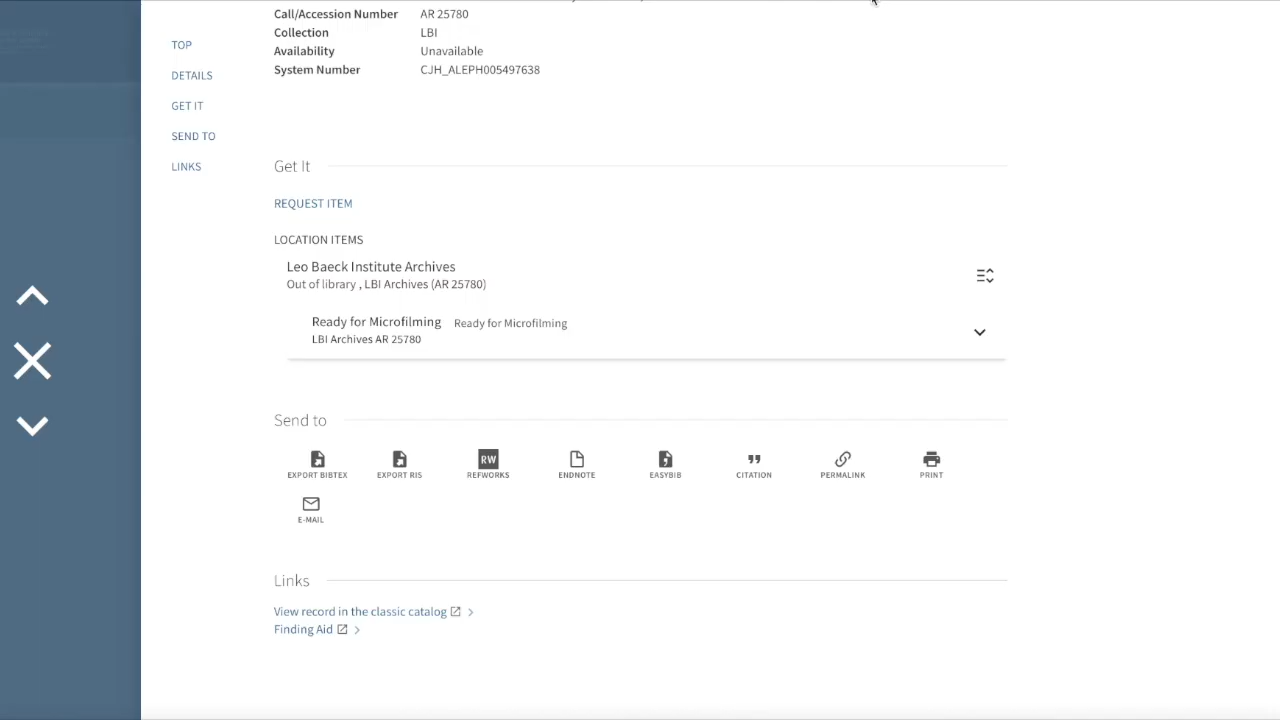 Call/Accession Number AR 25780
Collection LBI
Availability Unavailable
System Number CJH_ALEPH005497638
TOP
DETAILS
GET IT
SEND TO
LINKS
Get It
REQUEST ITEM
LOCATION ITEMS
Leo Baeck Institute Archives
Out of library , LBI Archives (AR 25780)
Ready for Microfilming Ready for Microfilming
LBI Archives AR 25780
Send to
EXPORT BIBTEX EXPORT RIS RW REFWORKS ENDNOTE EASYBIB CITATION PERMALINK PRINT
E-MAIL
Links
View record in the classic catalog
Finding Aid